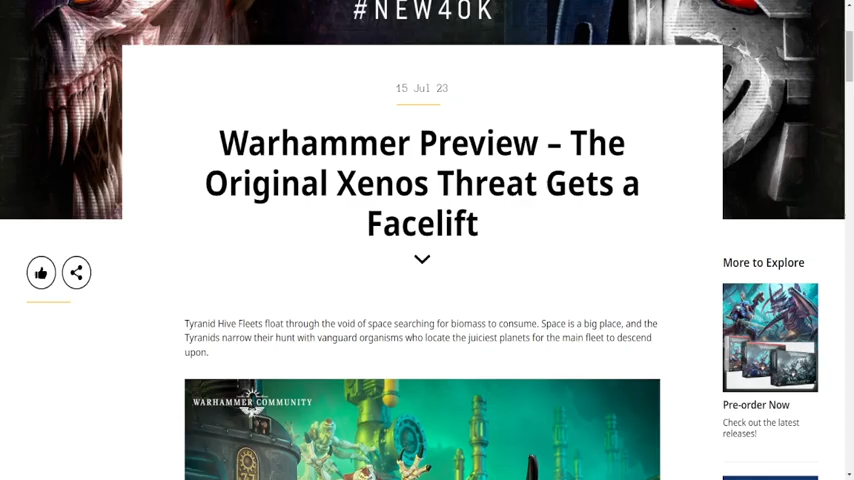 #NEW40K
15 Jul 23
Warhammer Preview – The
Original Xenos Threat Gets a
Facelift
More to Explore
Tyranid Hive Fleets float through the void of space searching for biomass to consume. Space is a big place, and the
Tyranids narrow their hunt with vanguard organisms who locate the juiciest planets for the main fleet to descend
upon.
WARHAMMER COMMUNITY
Pre-order Now
Check out the latest
releases!